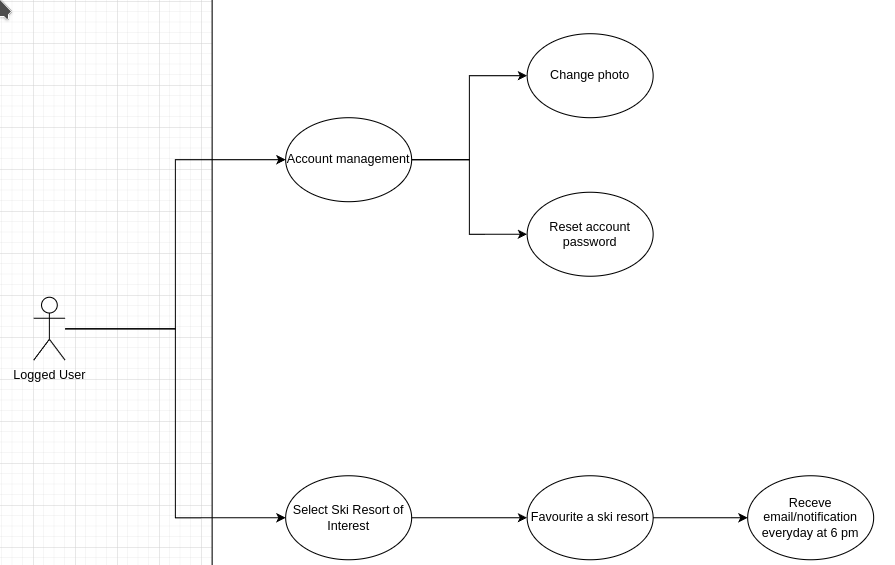 Change photo
Account management
Reset account
password
Logged User
Select Ski Resort of
Interest
Favourite a ski resort
Receve
email/notification
everyday at 6 pm